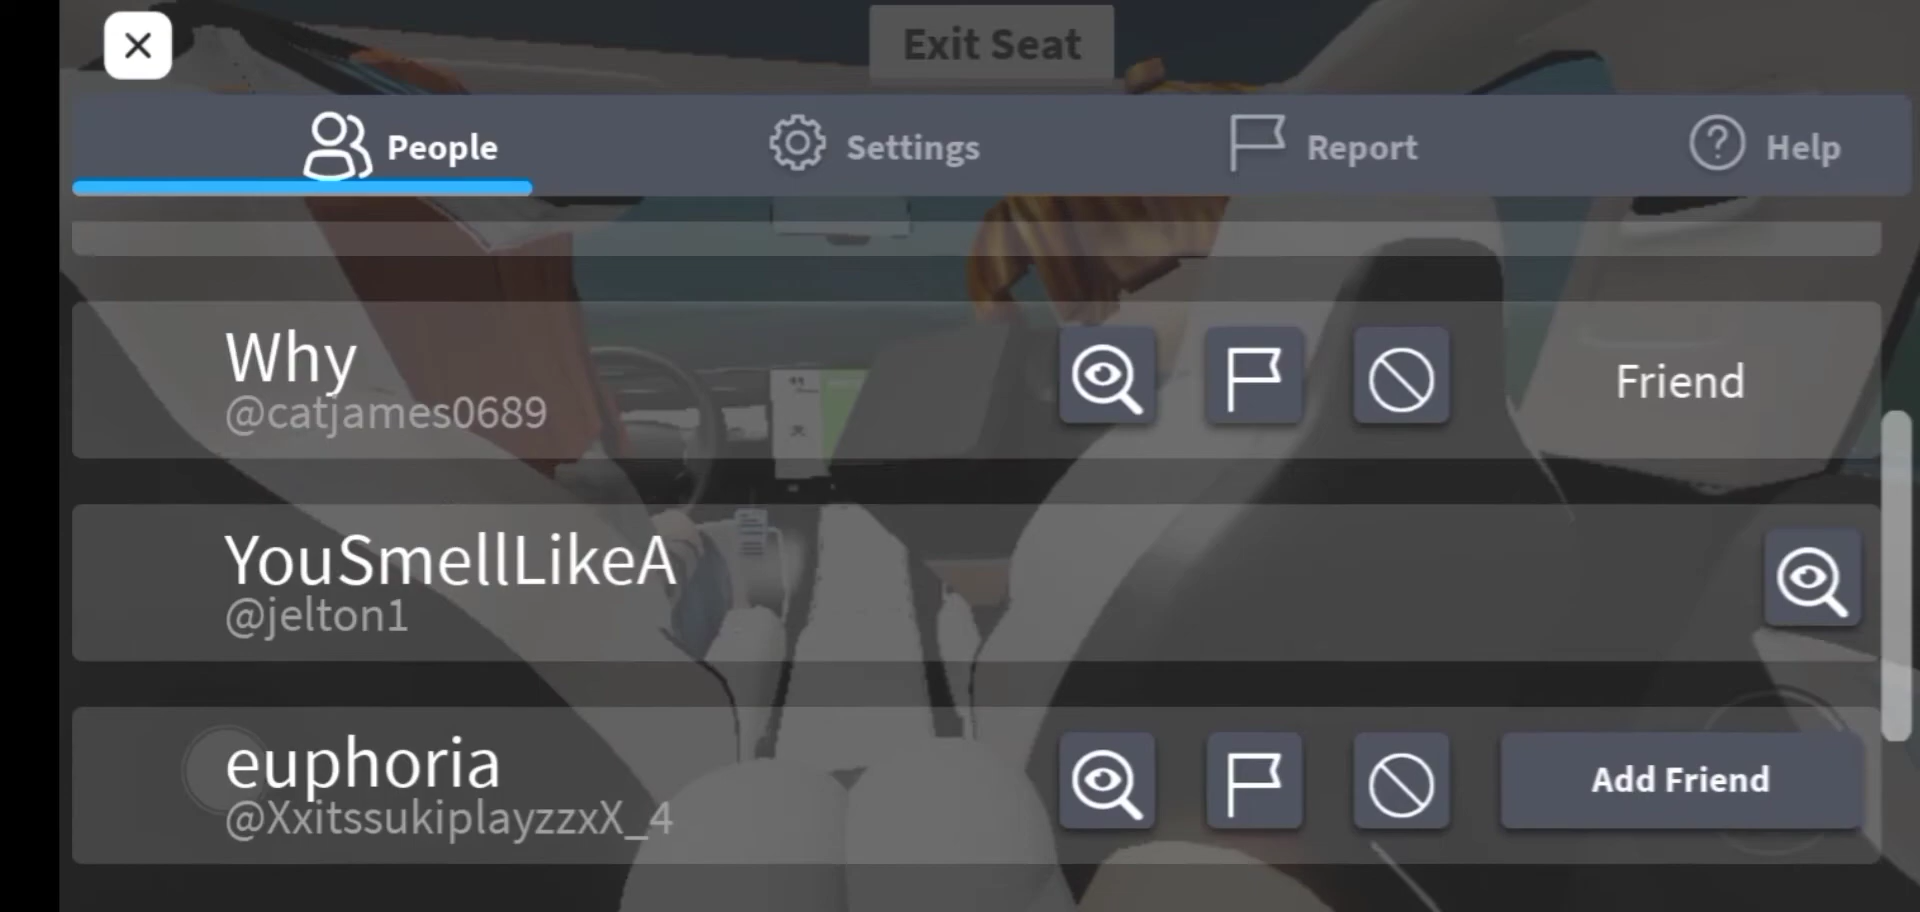 Exit Seat
People
Settings
Report
Help
Why
@catjames0689
Friend
YouSmellLikeA
@jelton1
euphoria
@XxitssukiplayzzxX_4
Add Friend